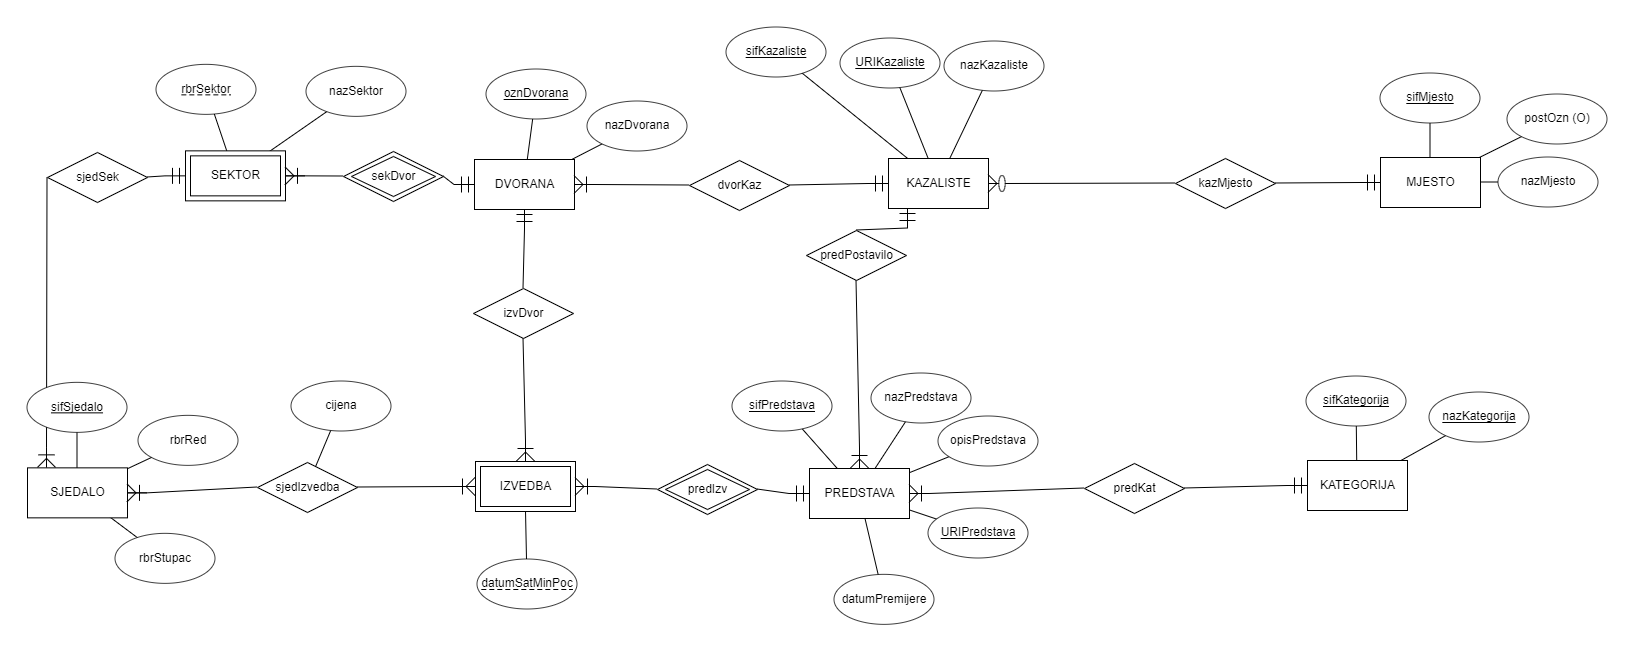 sifKazaliste
URIKazaliste
nazKazaliste
rbrSektor
nazSektor
oznDvorana
nazDvorana
sifMjesto
postOzn (O)
sjedSek
SEKTOR
sekDvor
DVORANA
dvorKaz
KAZALISTE
kazMjesto
MJESTO
nazMjesto
predPostavilo
izvDvor
sifSjedalo
cijena
rbrRed
sifPredstava
nazPredstava
opisPredstava
sifKategorija
nazKategorija
SJEDALO
sjedIzvedba
IZVEDBA
predIzv
PREDSTAVA
predKat
KATEGORIJA
URIPredstava
rbrStupac
datumSatMinPoc
datumPremijere